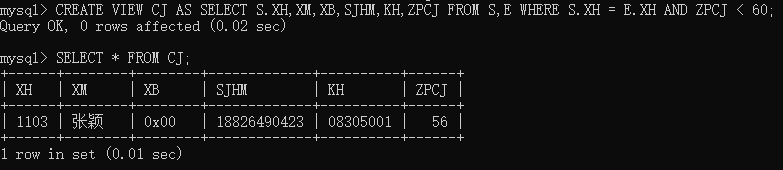 mysql> CREATE VIEW CJ AS SELECT S.XH,XM,XB,SJHM,KH,ZPCJ FROM S,E WHERE S.XH = E.XH AND ZPCJ < 60;
Query OK, 0 rows affected (0.02 sec)
mysql> SELECT * FROM CJ;
+------+------+------+-------------+----------+------+
| XH | XM | XB | SJHM | KH | ZPCJ |
+------+------+------+-------------+----------+------+
| 1103 | 张颖 | 0x00 | 18826490423 | 08305001 | 56 |
+------+------+------+-------------+----------+------+
1 row in set (0.01 sec)